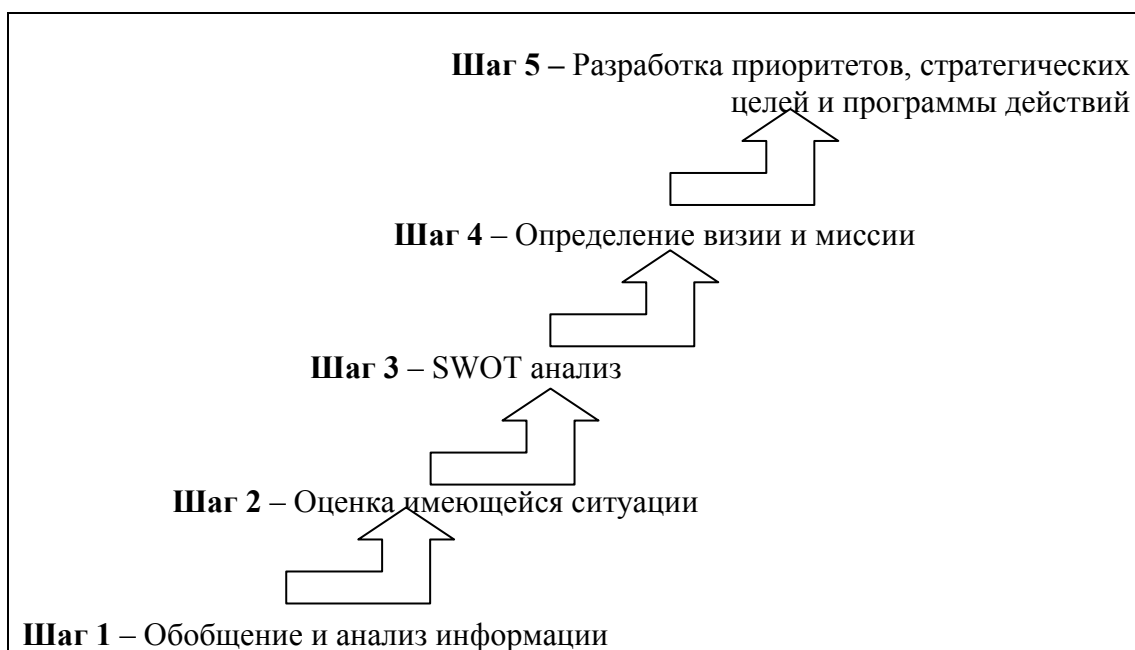 Шаг 5 – Разработка приоритетов, стратегических
целей и программы действий
Шаг 4 – Определение визии и миссии
Шаг 3 – SWOT анализ
Шаг 2 – Оценка имеющейся ситуации
Шаг 1 – Обобщение и анализ информации